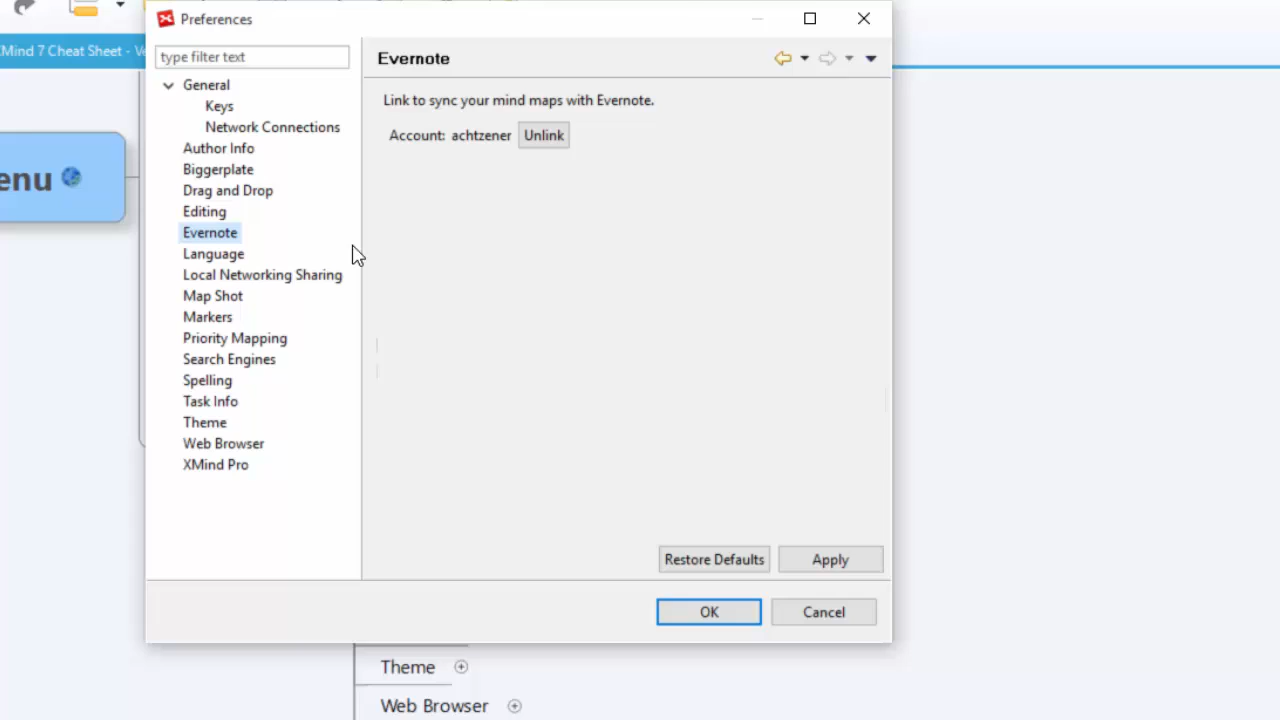 Preferences
XMind 7 Cheat Sheet - Ve
type filter text
Evernote
General
Keys
Network Connections
Author Info
Biggerplate
Drag and Drop
Editing
Evernote
Language
Local Networking Sharing
Map Shot
Markers
Priority Mapping
Search Engines
Spelling
Task Info
Theme
Web Browser
XMind Pro
Link to sync your mind maps with Evernote.
Account: achtzener Unlink
enu
Restore Defaults Apply
OK Cancel
Theme
Web Browser